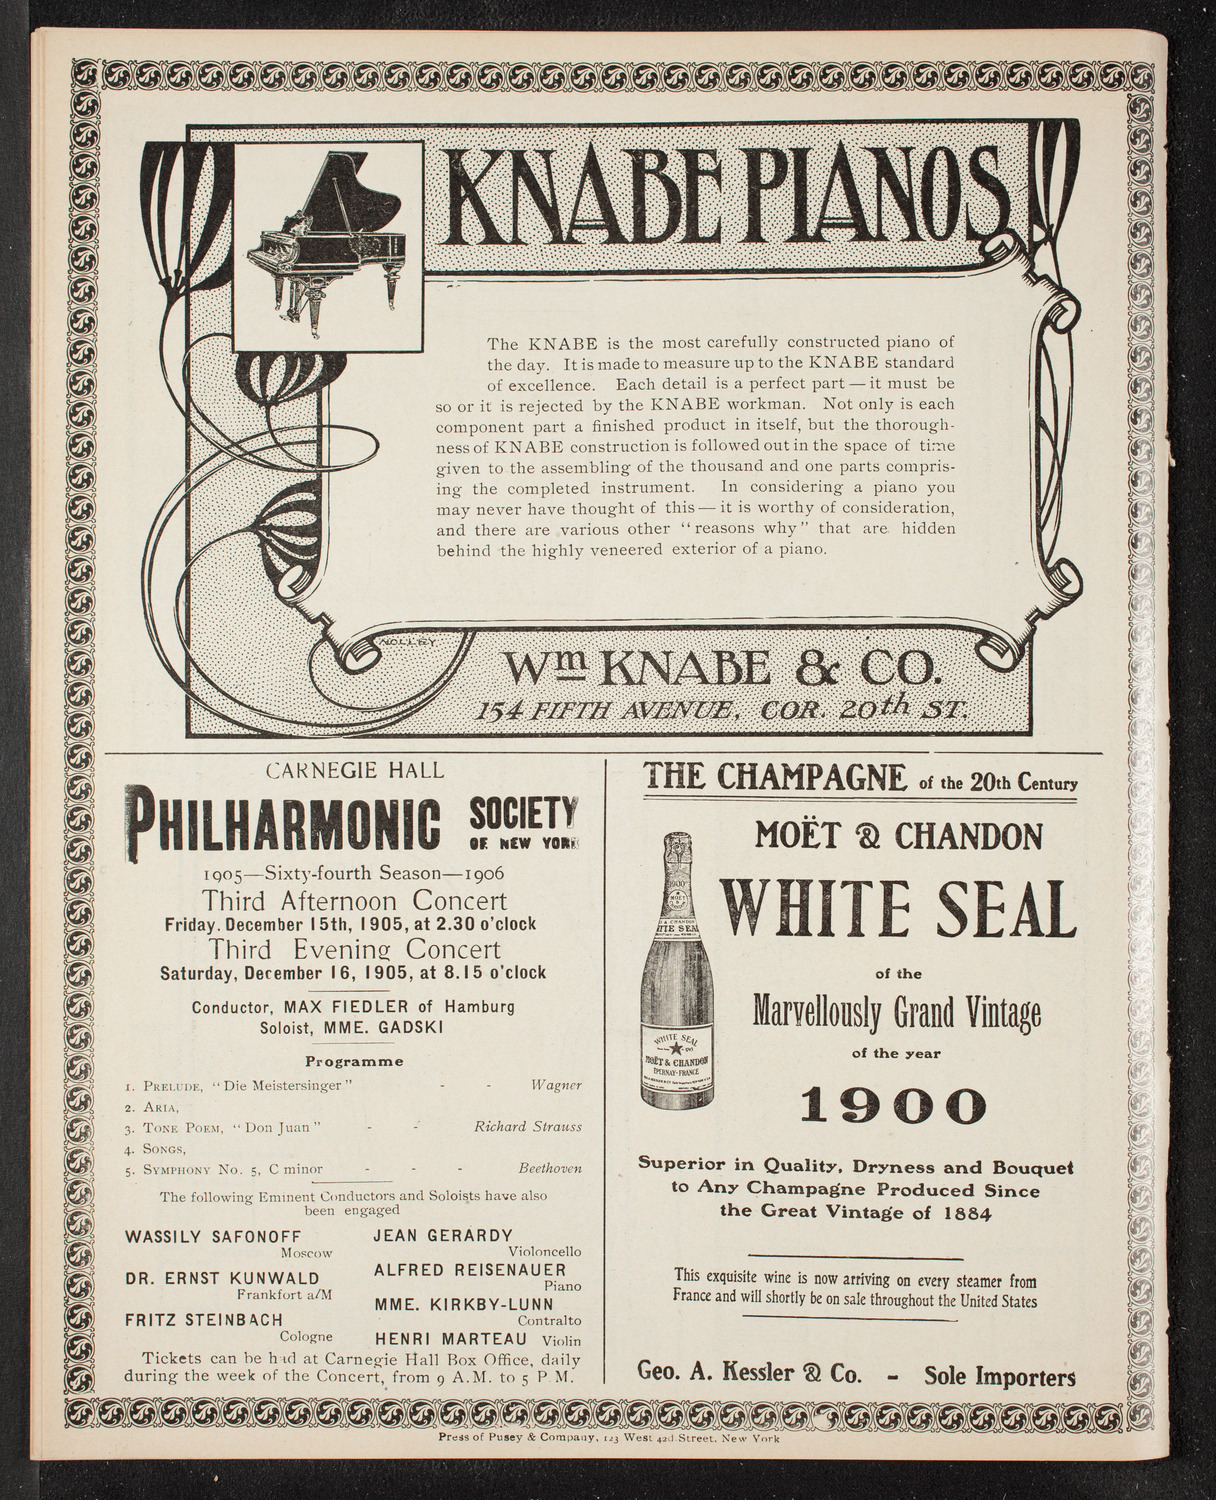 KNABE PIANOS
The KNABE is the most carefully constructed piano of
the day. It is made to measure up to the KNABE standard
of excellence. Each detail is a perfect part — it must be
so or it is rejected by the KNABE workman. Not only is each
component part a finished product in itself, but the thorough-
ness of KNABE construction is followed out in the space of time
given to the assembling of the thousand and one parts compris-
ing the completed instrument. In considering a piano you
may never have thought of this — it is worthy of consideration,
and there are various other "reasons why" that are hidden
behind the highly veneered exterior of a piano.
NOLLEY
Wm KNABE & CO.
154 FIFTH AVENUE, COR. 20th ST.
CARNEGIE HALL
PHILHARMONIC SOCIETY
OF NEW YORK
1905—Sixty-fourth Season—1906
Third Afternoon Concert
Friday. December 15th, 1905, at 2.30 o'clock
Third Evening Concert
Saturday, December 16, 1905, at 8.15 o'clock
Conductor, MAX FIEDLER of Hamburg
Soloist, MME. GADSKI
Programme
1. PRELUDE, "Die Meistersinger" - - Wagner
2. ARIA,
3. TONE POEM, "Don Juan" - - Richard Strauss
4. SONGS,
5. SYMPHONY No. 5, C minor - - - Beethoven
The following Eminent Conductors and Soloists have also
been engaged
WASSILY SAFONOFF
Moscow
DR. ERNST KUNWALD
Frankfort a/M
FRITZ STEINBACH
Cologne
JEAN GERARDY
Violoncello
ALFRED REISENAUER
Piano
MME. KIRKBY-LUNN
Contralto
HENRI MARTEAU Violin
Tickets can be had at Carnegie Hall Box Office, daily
during the week of the Concert, from 9 A.M. to 5 P M.
THE CHAMPAGNE of the 20th Century
MOËT & CHANDON
WHITE SEAL
of the
Marvellously Grand Vintage
of the year
1900
WHITE SEAL
MOËT & CHANDON
EPERNAY-FRANCE
Superior in Quality, Dryness and Bouquet
to Any Champagne Produced Since
the Great Vintage of 1884
This exquisite wine is now arriving on every steamer from
France and will shortly be on sale throughout the United States
Geo. A. Kessler & Co. - Sole Importers
Press of Pusey & Company, 123 West 42d Street. New York